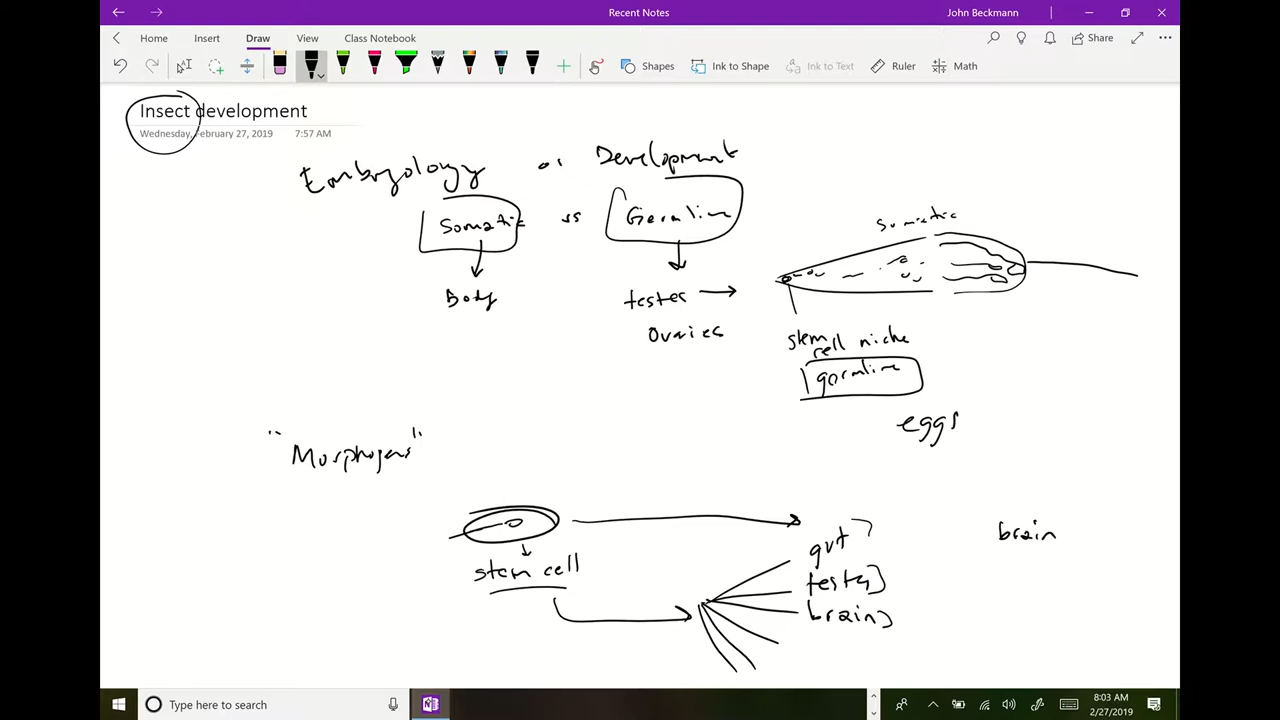 Recent Notes
John Beckmann
Home Insert Draw View Class Notebook
Share
Shapes Ink to Shape Ink to Text Ruler Math
Insect development
Wednesday, February 27, 2019 7:57 AM
Embryology or Development
Somatic vs Germline
Somatic
Body
testes
Ovaries
stem
cell niche
germline
eggs
"Morphogens"
gut
brain
stem cell
testes
brain
Type here to search
8:03 AM
2/27/2019